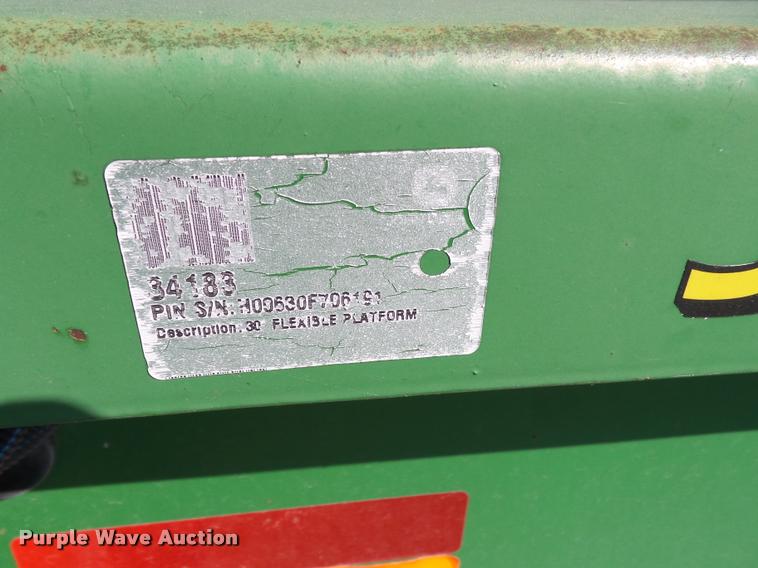 34183
PIN S/N: H00630F706191
Description: 30' FLEXIBLE PLATFORM
Purple Wave Auction